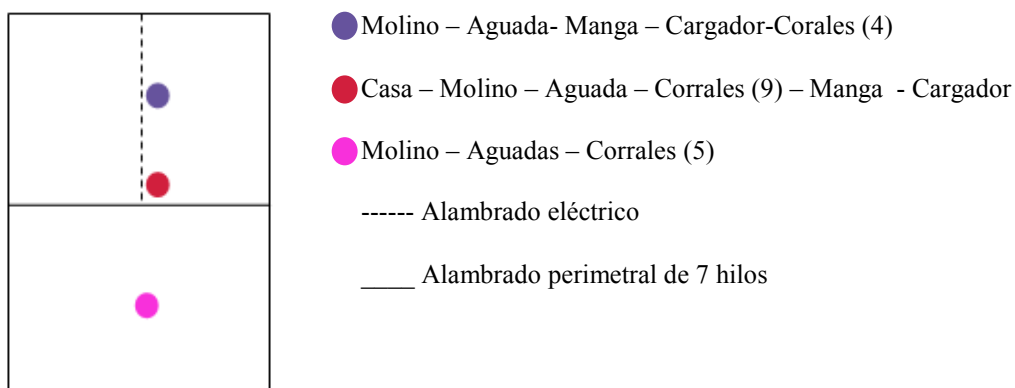 Molino – Aguada- Manga – Cargador-Corales (4)
Casa – Molino – Aguada – Corrales (9) – Manga - Cargador
Molino – Aguadas – Corrales (5)
------ Alambrado eléctrico
____ Alambrado perimetral de 7 hilos